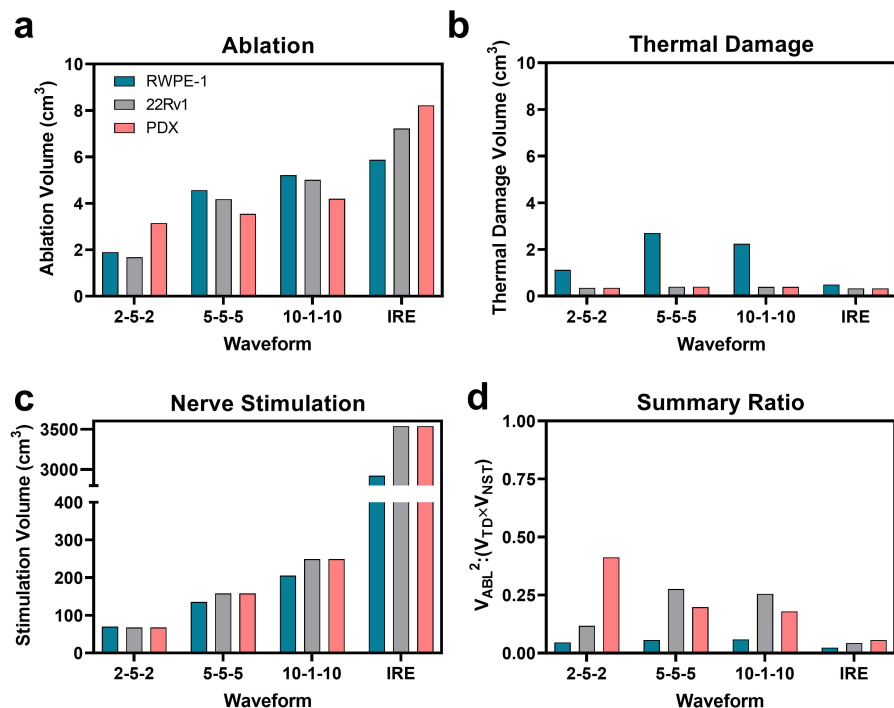 a
Ablation
Ablation Volume (cm³)
10
8
6
4
2
0
RWPE-1
22Rv1
PDX
2-5-2 5-5-5 10-1-10 IRE
Waveform
b
Thermal Damage
Thermal Damage Volume (cm³)
10
8
6
4
2
0
2-5-2 5-5-5 10-1-10 IRE
Waveform
c
Nerve Stimulation
Stimulation Volume (cm³)
3500
3000
400
300
200
100
0
2-5-2 5-5-5 10-1-10 IRE
Waveform
d
Summary Ratio
V_ABL²:(V_TD×V_NST)
1.00
0.75
0.50
0.25
0.00
2-5-2 5-5-5 10-1-10 IRE
Waveform